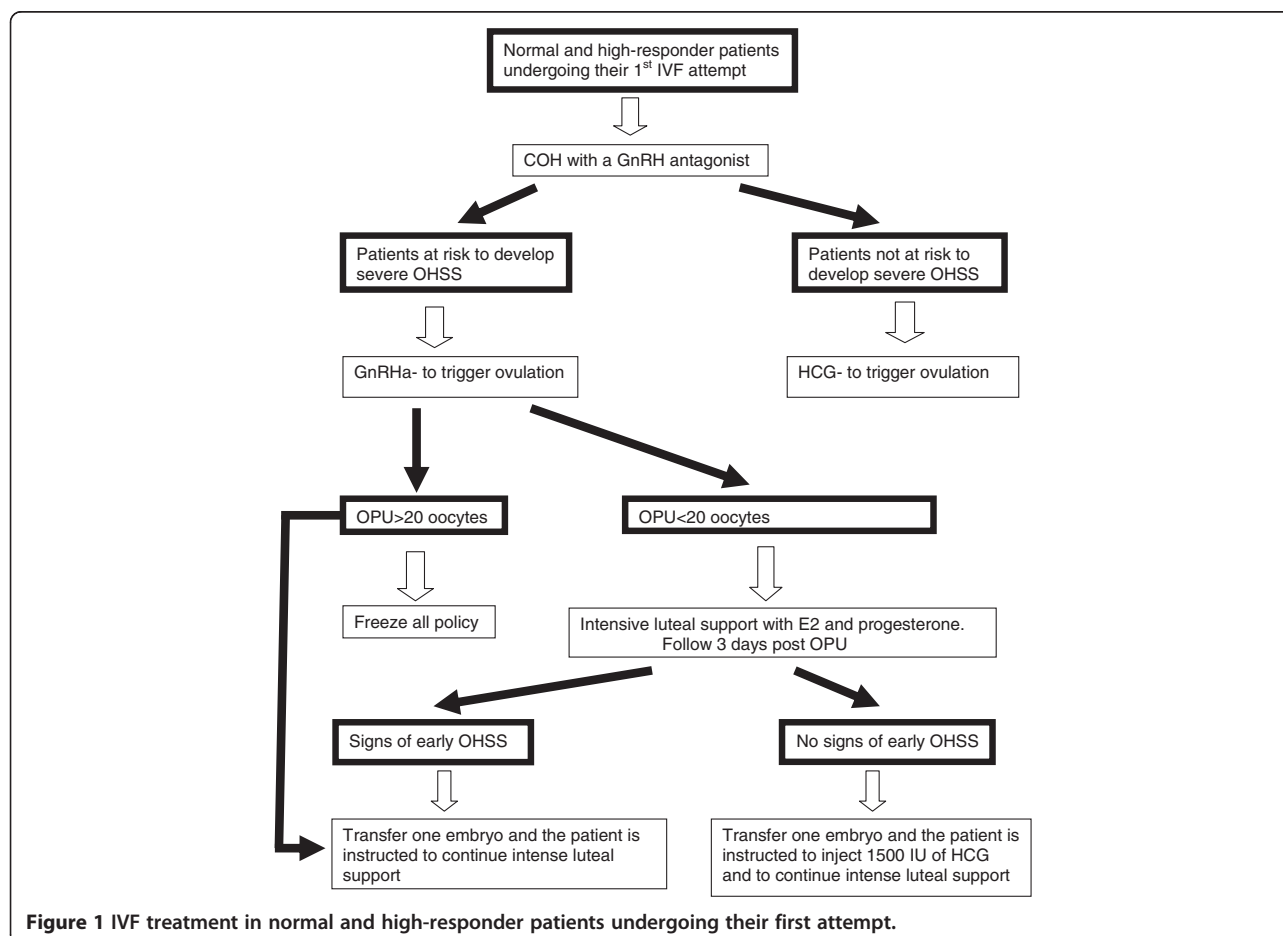 Normal and high-responder patients
undergoing their 1st IVF attempt
COH with a GnRH antagonist
Patients at risk to develop
severe OHSS
Patients not at risk to
develop severe OHSS
GnRHa- to trigger ovulation
HCG- to trigger ovulation
OPU>20 oocytes
OPU<20 oocytes
Freeze all policy
Intensive luteal support with E2 and progesterone.
Follow 3 days post OPU
Signs of early OHSS
No signs of early OHSS
Transfer one embryo and the patient is
instructed to continue intense luteal
support
Transfer one embryo and the patient is
instructed to inject 1500 IU of HCG
and to continue intense luteal support
Figure 1 IVF treatment in normal and high-responder patients undergoing their first attempt.